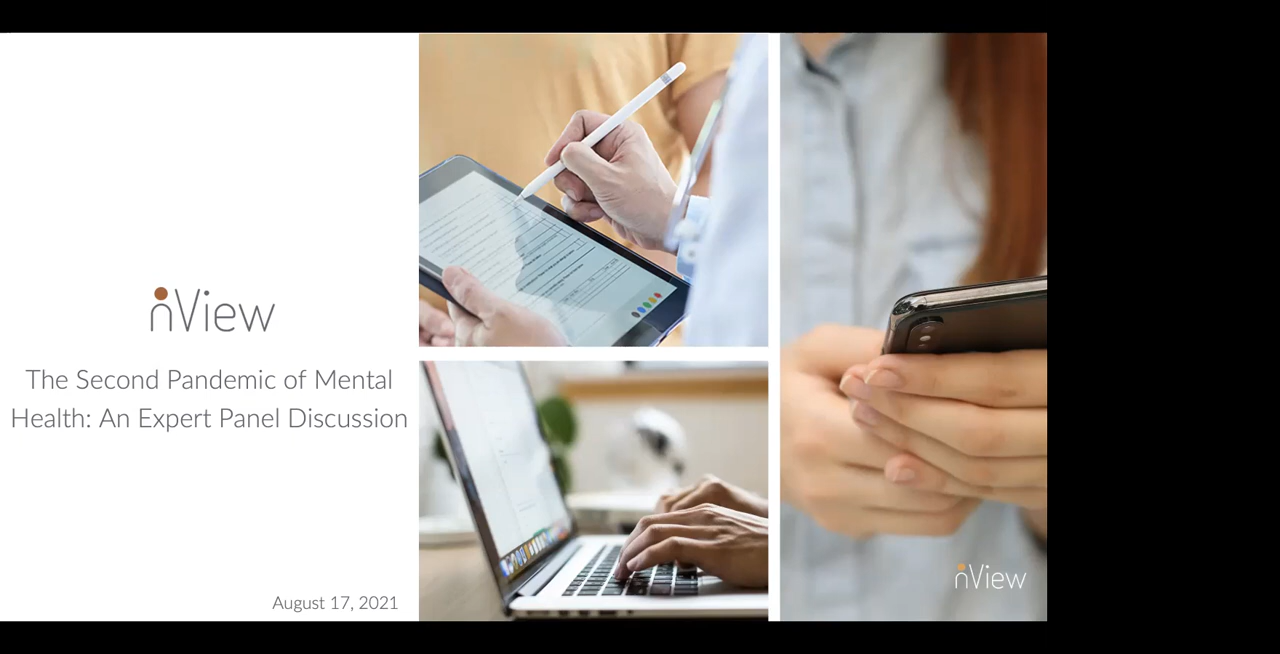 nView
The Second Pandemic of Mental
Health: An Expert Panel Discussion
August 17, 2021
nView